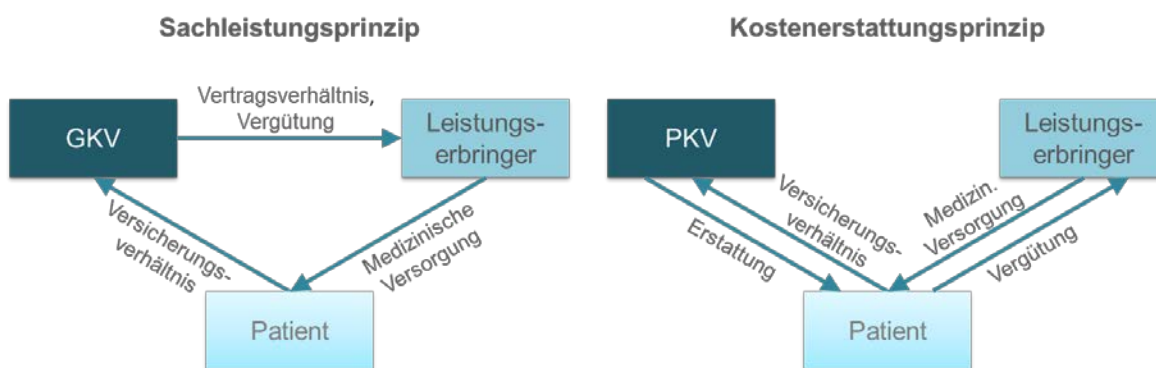 Sachleistungsprinzip
Vertragsverhältnis,
Vergütung
GKV
Leistungs-
erbringer
Versicherungs-
verhältnis
Medizinische
Versorgung
Patient
Kostenerstattungsprinzip
PKV
Leistungs-
erbringer
Erstattung
Versicherungs-
verhältnis
Medizin.
Versorgung
Vergütung
Patient